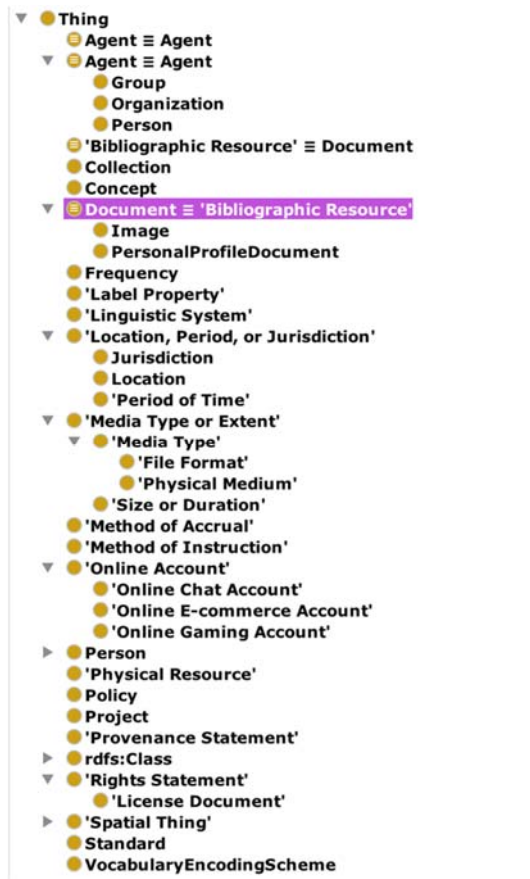 Thing
Agent ≡ Agent
Agent ≡ Agent
Group
Organization
Person
'Bibliographic Resource' ≡ Document
Collection
Concept
Document ≡ 'Bibliographic Resource'
Image
PersonalProfileDocument
Frequency
'Label Property'
'Linguistic System'
'Location, Period, or Jurisdiction'
Jurisdiction
Location
'Period of Time'
'Media Type or Extent'
'Media Type'
'File Format'
'Physical Medium'
'Size or Duration'
'Method of Accrual'
'Method of Instruction'
'Online Account'
'Online Chat Account'
'Online E-commerce Account'
'Online Gaming Account'
Person
'Physical Resource'
Policy
Project
'Provenance Statement'
rdfs:Class
'Rights Statement'
'License Document'
'Spatial Thing'
Standard
VocabularyEncodingScheme